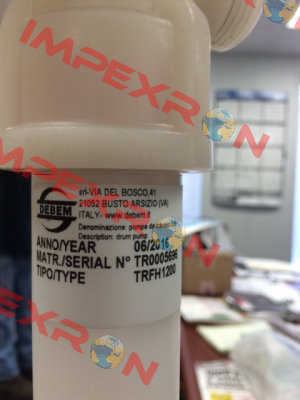 IMPEXRON
srl-VIA DEL BOSCO,41
21052 BUSTO ARSIZIO (VA)
ITALY- www.debem.it
DEBEM
Denominazione: pompa
Description: drum pump
ANNO/YEAR 06/2016
MATR./SERIAL N° TR0005696
TIPO/TYPE TRFH1200
IMPEXRON
IMPEXRON